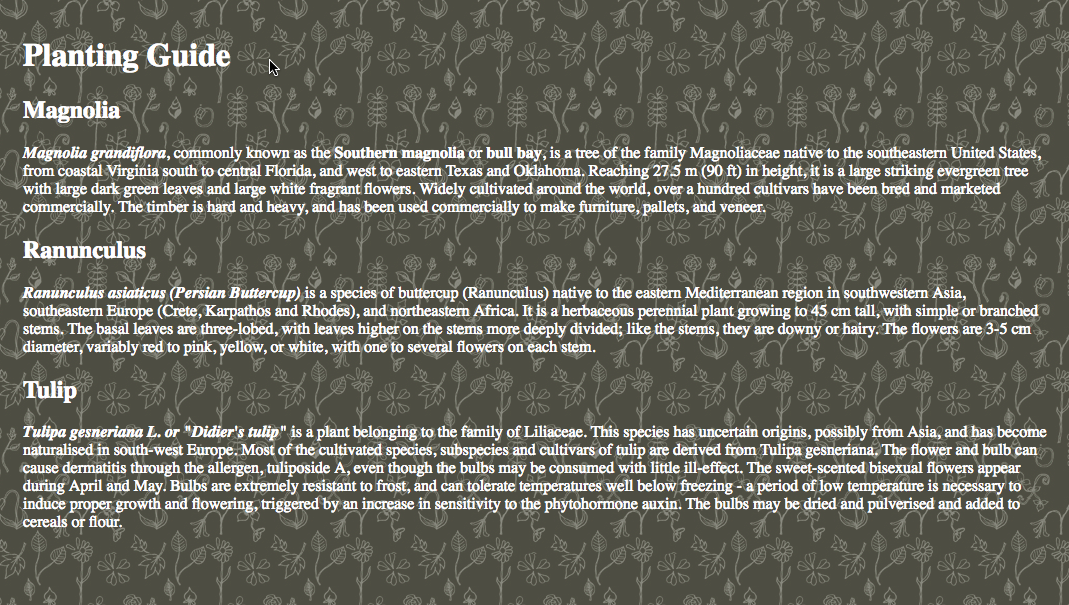 Planting Guide
Magnolia
Magnolia grandiflora, commonly known as the Southern magnolia or bull bay, is a tree of the family Magnoliaceae native to the southeastern United States,
from coastal Virginia south to central Florida, and west to eastern Texas and Oklahoma. Reaching 27.5 m (90 ft) in height, it is a large striking evergreen tree
with large dark green leaves and large white fragrant flowers. Widely cultivated around the world, over a hundred cultivars have been bred and marketed
commercially. The timber is hard and heavy, and has been used commercially to make furniture, pallets, and veneer.
Ranunculus
Ranunculus asiaticus (Persian Buttercup) is a species of buttercup (Ranunculus) native to the eastern Mediterranean region in southwestern Asia,
southeastern Europe (Crete, Karpathos and Rhodes), and northeastern Africa. It is a herbaceous perennial plant growing to 45 cm tall, with simple or branched
stems. The basal leaves are three-lobed, with leaves higher on the stems more deeply divided; like the stems, they are downy or hairy. The flowers are 3-5 cm
diameter, variably red to pink, yellow, or white, with one to several flowers on each stem.
Tulip
Tulipa gesneriana L. or "Didier's tulip" is a plant belonging to the family of Liliaceae. This species has uncertain origins, possibly from Asia, and has become
naturalised in south-west Europe. Most of the cultivated species, subspecies and cultivars of tulip are derived from Tulipa gesneriana. The flower and bulb can
cause dermatitis through the allergen, tuliposide A, even though the bulbs may be consumed with little ill-effect. The sweet-scented bisexual flowers appear
during April and May. Bulbs are extremely resistant to frost, and can tolerate temperatures well below freezing - a period of low temperature is necessary to
induce proper growth and flowering, triggered by an increase in sensitivity to the phytohormone auxin. The bulbs may be dried and pulverised and added to
cereals or flour.